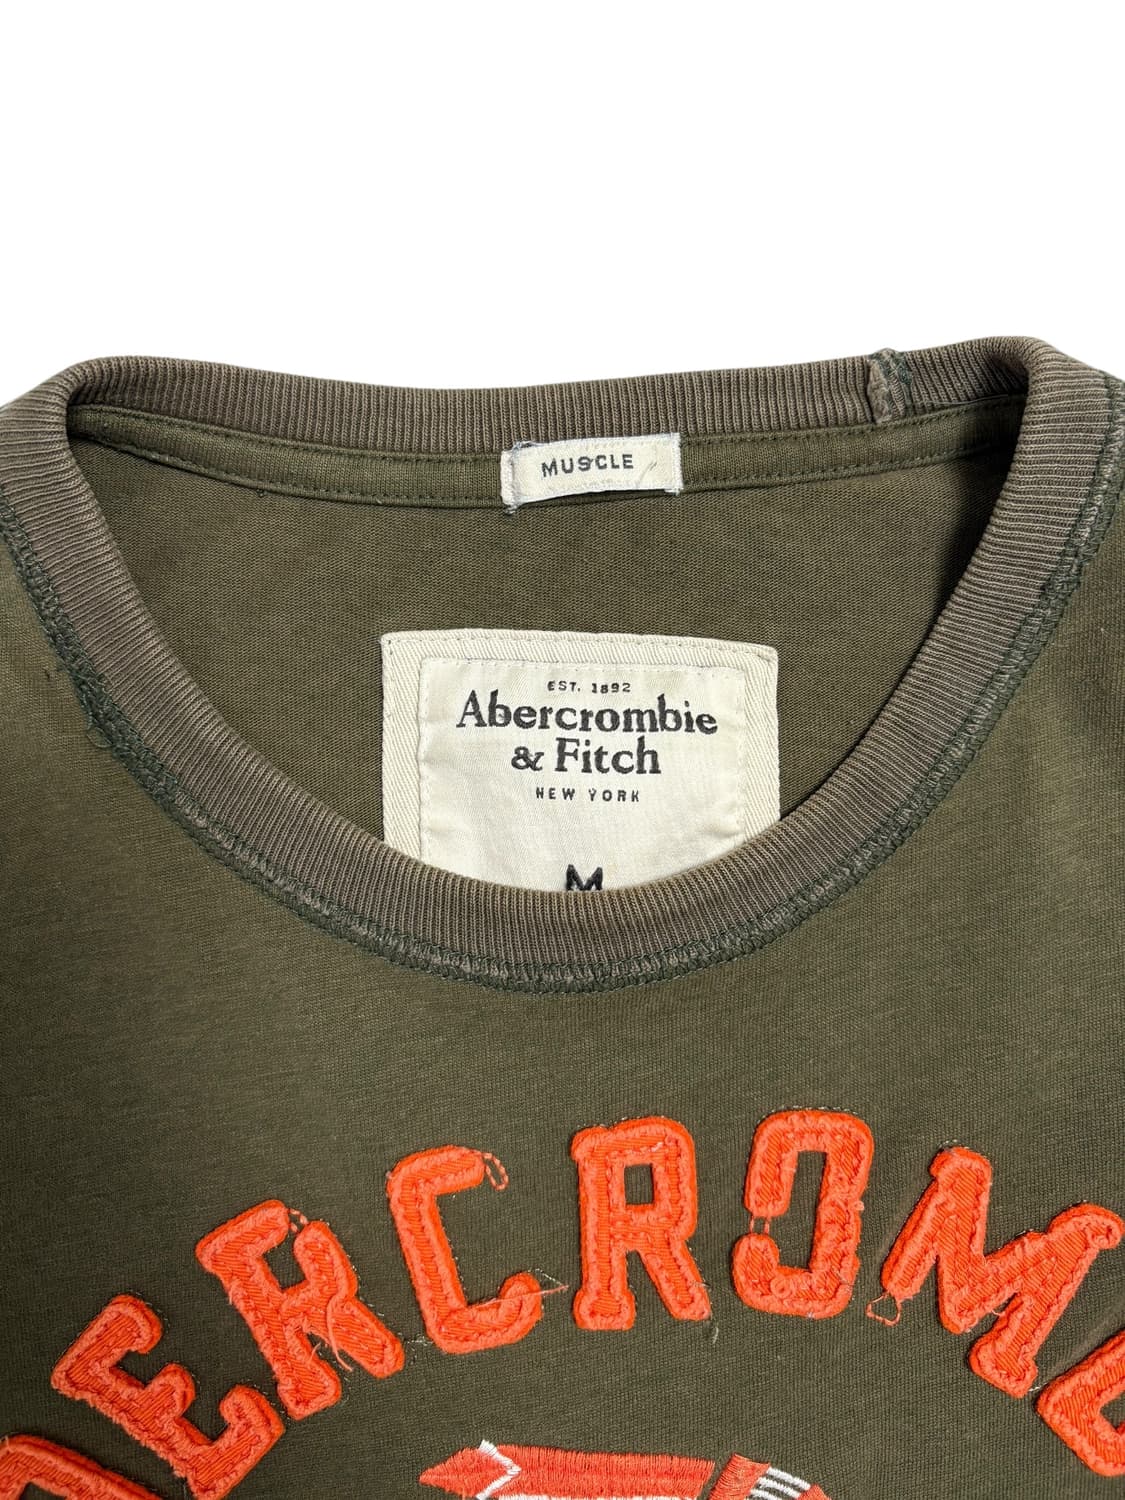 MUSCLE
EST. 1892
Abercrombie
& Fitch
NEW YORK
M
BERCROMB